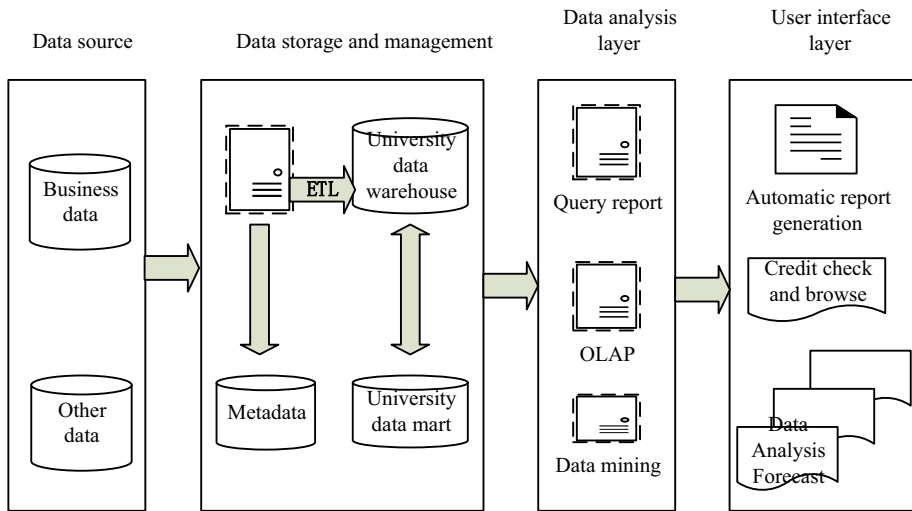 Data source
Data storage and management
Data analysis
layer
User interface
layer
Business
data
Other
data
ETL
University
data
warehouse
Metadata
University
data mart
Query report
OLAP
Data mining
Automatic report
generation
Credit check
and browse
Data
Analysis
Forecast